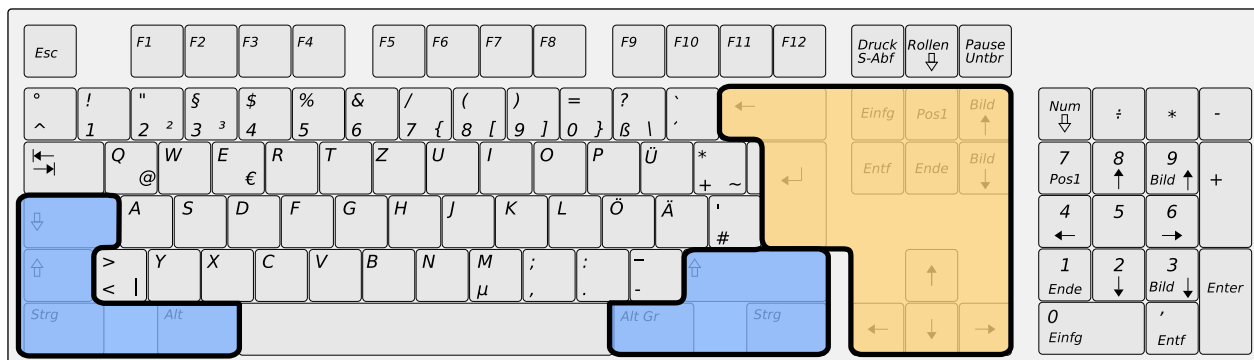 Esc F1 F2 F3 F4 F5 F6 F7 F8 F9 F10 F11 F12 Druck Rollen Pause
S-Abf Untbr
° ! " § $ % & / ( ) = ? ` Einfg Pos1 Bild Num ÷ * -
^ 1 2 ² 3 ³ 4 5 6 7 { 8 [ 9 ] 0 } ß \ ´
Q W E R T Z U I O P Ü * Entf Ende Bild 7 8 9 +
@ € + ~ Pos1 Bild
A S D F G H J K L Ö Ä ' 4 5 6
#
> Y X C V B N M ; : _ 1 2 3 Enter
< | µ , . - Ende Bild
Strg Alt Alt Gr Strg 0 ,
Einfg Entf